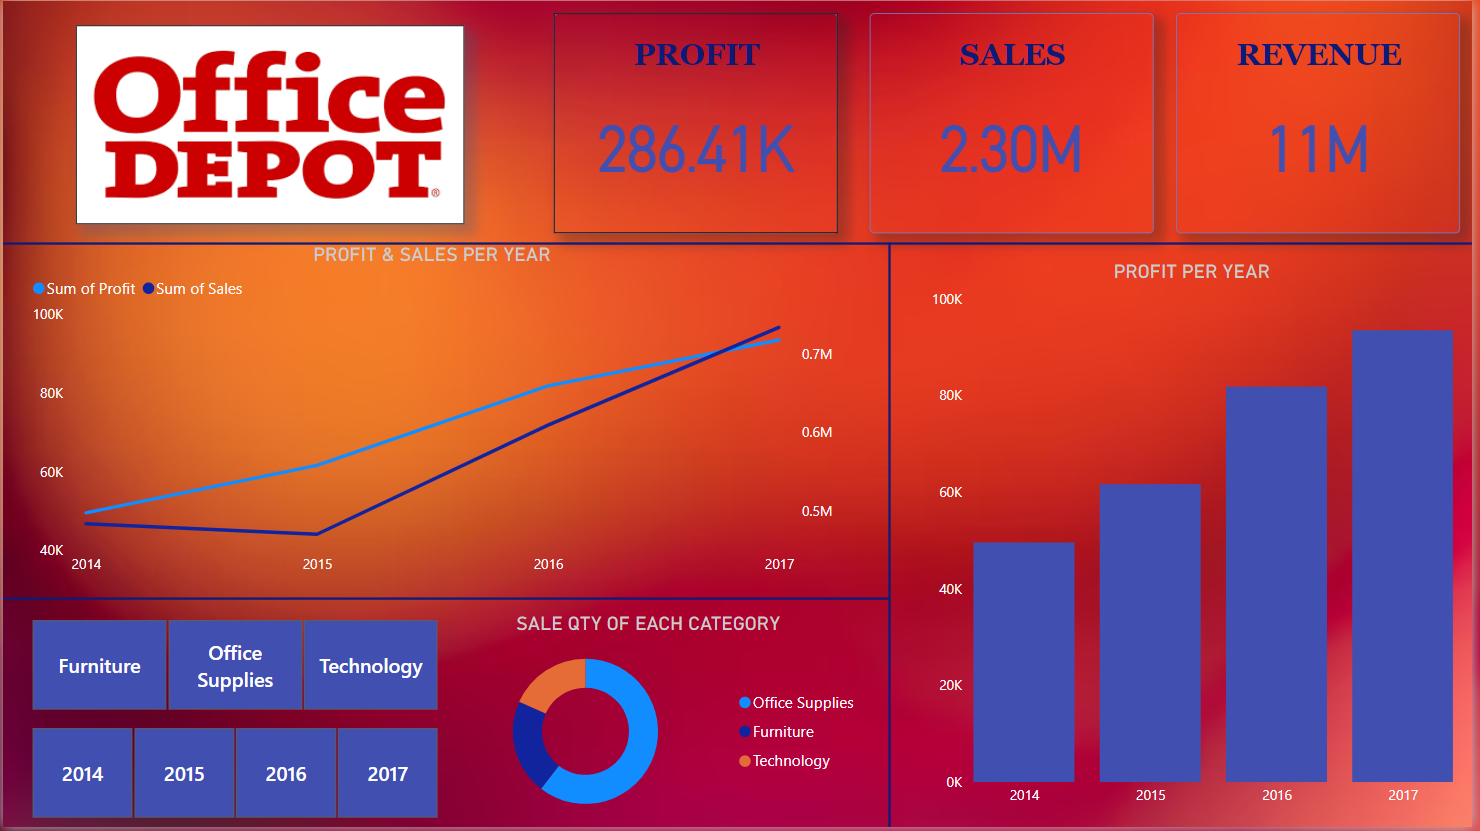 Office
DEPOT®
PROFIT
286.41K
SALES
2.30M
REVENUE
11M
PROFIT & SALES PER YEAR
Sum of Profit Sum of Sales
100K
80K
60K
40K
0.7M
0.6M
0.5M
2014 2015 2016 2017
PROFIT PER YEAR
100K
80K
60K
40K
20K
0K
2014 2015 2016 2017
Furniture
Office
Supplies
Technology
2014 2015 2016 2017
SALE QTY OF EACH CATEGORY
Office Supplies
Furniture
Technology